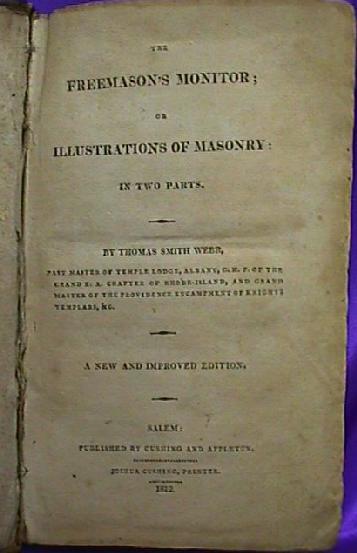 THE
FREEMASON'S MONITOR;
OR
ILLUSTRATIONS OF MASONRY:
IN TWO PARTS.
BY THOMAS SMITH WEBB,
PAST MASTER OF TEMPLE LODGE, ALBANY, G. H. P. OF THE
GRAND R. A. CHAPTER OF RHODE-ISLAND, AND GRAND
MASTER OF THE PROVIDENCE ENCAMPMENT OF KNIGHTS
TEMPLARS, &C.
A NEW AND IMPROVED EDITION.
SALEM:
PUBLISHED BY CUSHING AND APPLETON.
JOSHUA CUSHING, PRINTER.
1812.